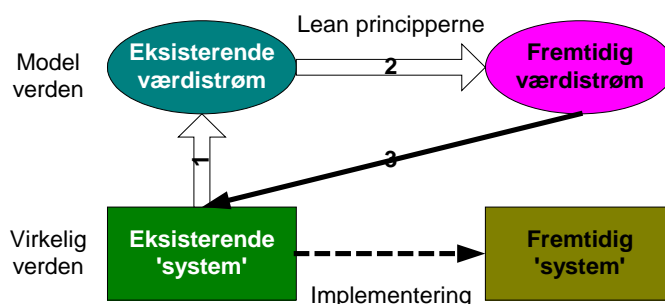 Lean principperne
Model
verden
Eksisterende
værdistrøm
2
Fremtidig
værdistrøm
1
3
Virkelig
verden
Eksisterende
'system'
Fremtidig
'system'
Implementering